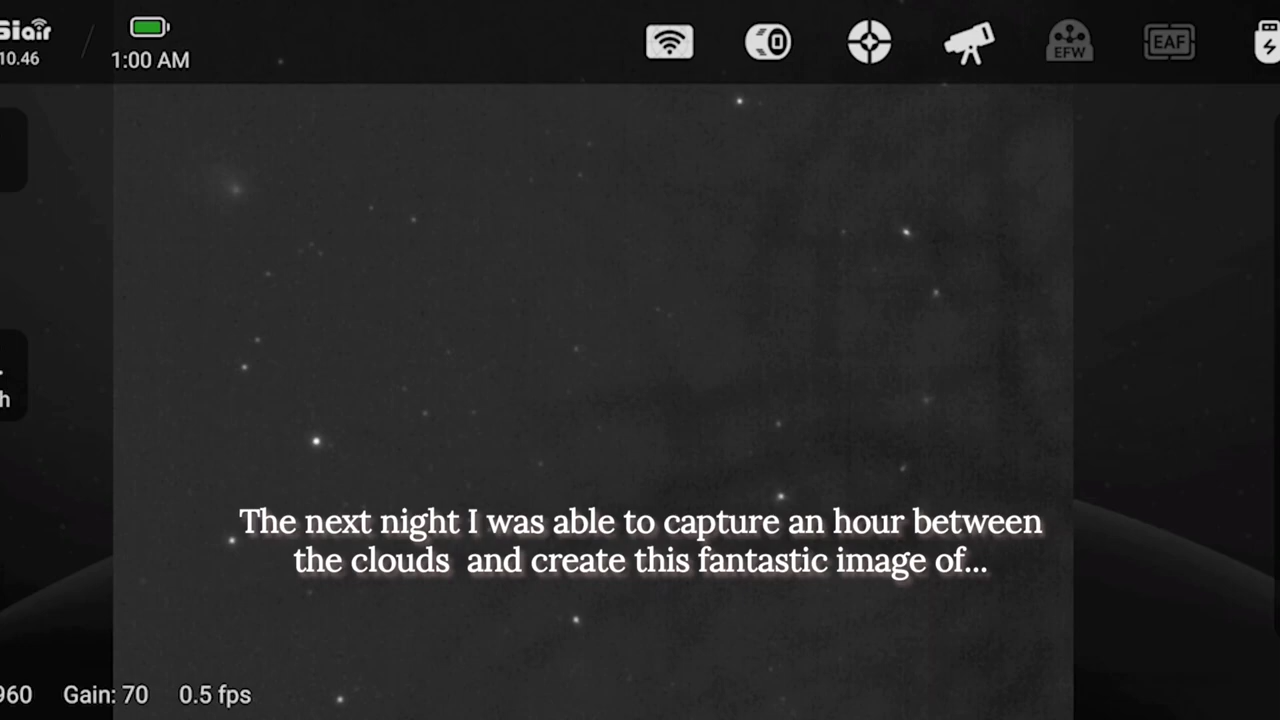 SIair
10.46
1:00 AM
EFW
EAF
h
The next night I was able to capture an hour between
the clouds and create this fantastic image of...
960 Gain: 70 0.5 fps